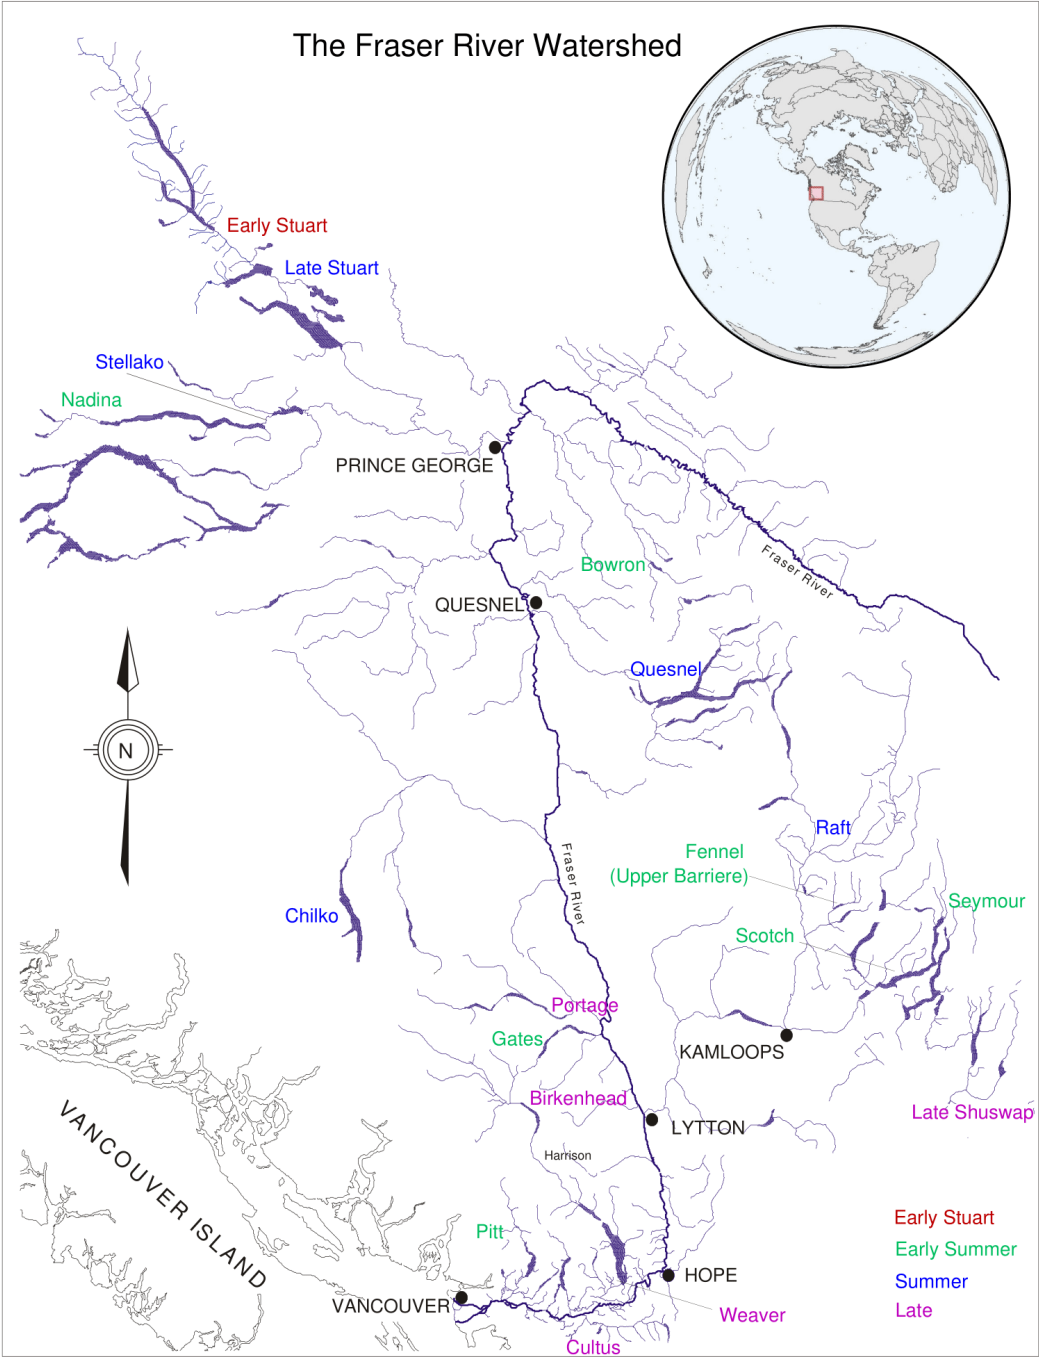 The Fraser River Watershed
Early Stuart
Late Stuart
Stellako
Nadina
PRINCE GEORGE
Fraser River
Bowron
QUESNEL
Quesnel
N
Raft
Fennel
(Upper Barriere)
Fraser River
Seymour
Chilko
Scotch
Portage
Gates
KAMLOOPS
Birkenhead
Late Shuswap
LYTTON
VANCOUVER ISLAND
Harrison
Pitt
HOPE
VANCOUVER
Weaver
Cultus
Early Stuart
Early Summer
Summer
Late